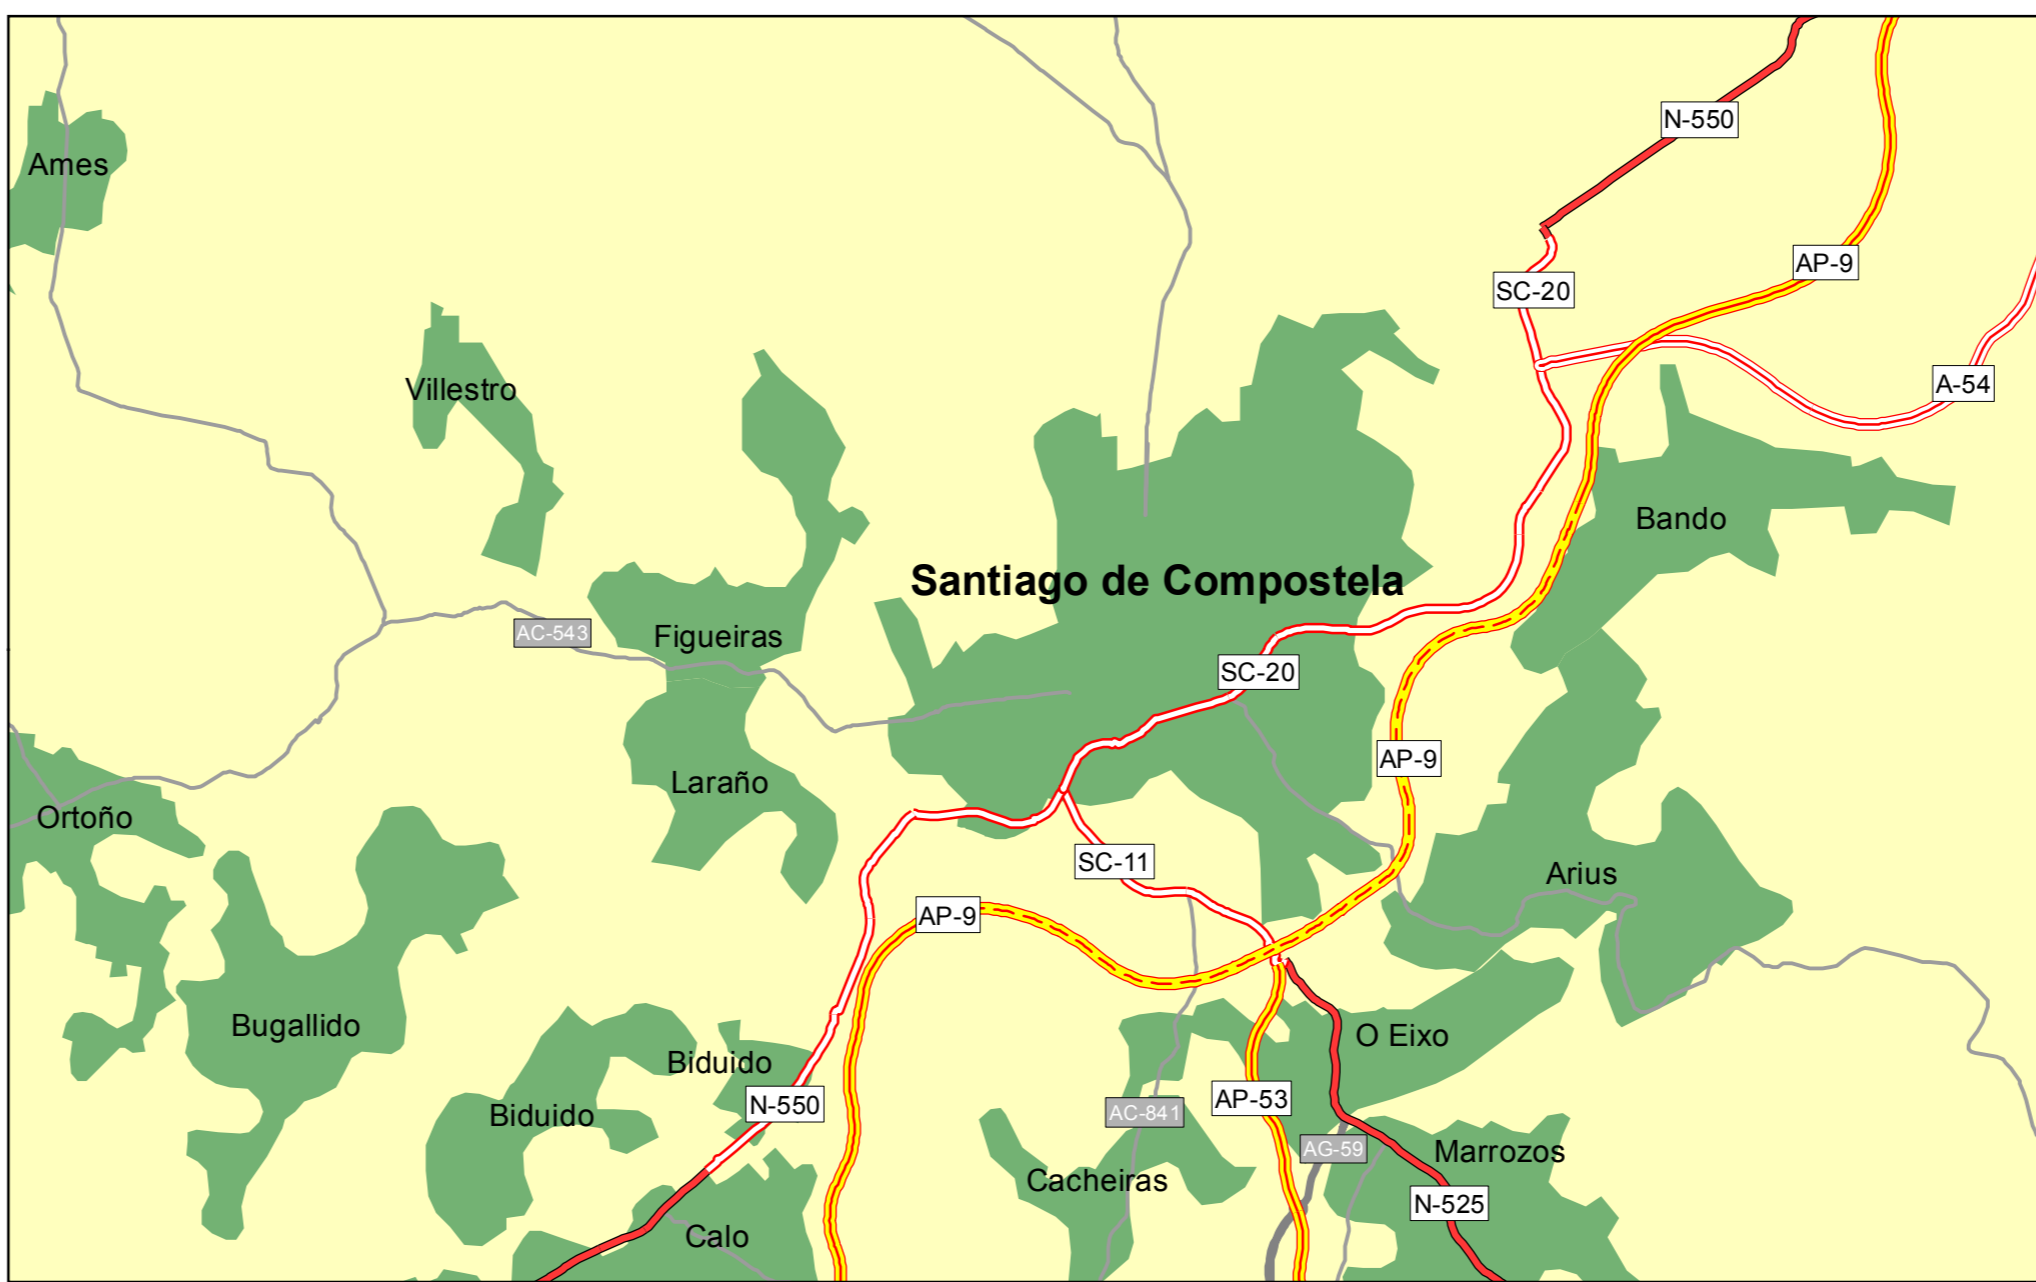 N-550
Ames
AP-9
SC-20
A-54
Villestro
Bando
Santiago de Compostela
AC-543
Figueiras
SC-20
AP-9
Laraño
Ortoño
SC-11
Arius
AP-9
Bugallido
O Eixo
Biduido
AP-53
N-550
AC-841
Biduido
AG-59
Marrozos
Cacheiras
N-525
Calo